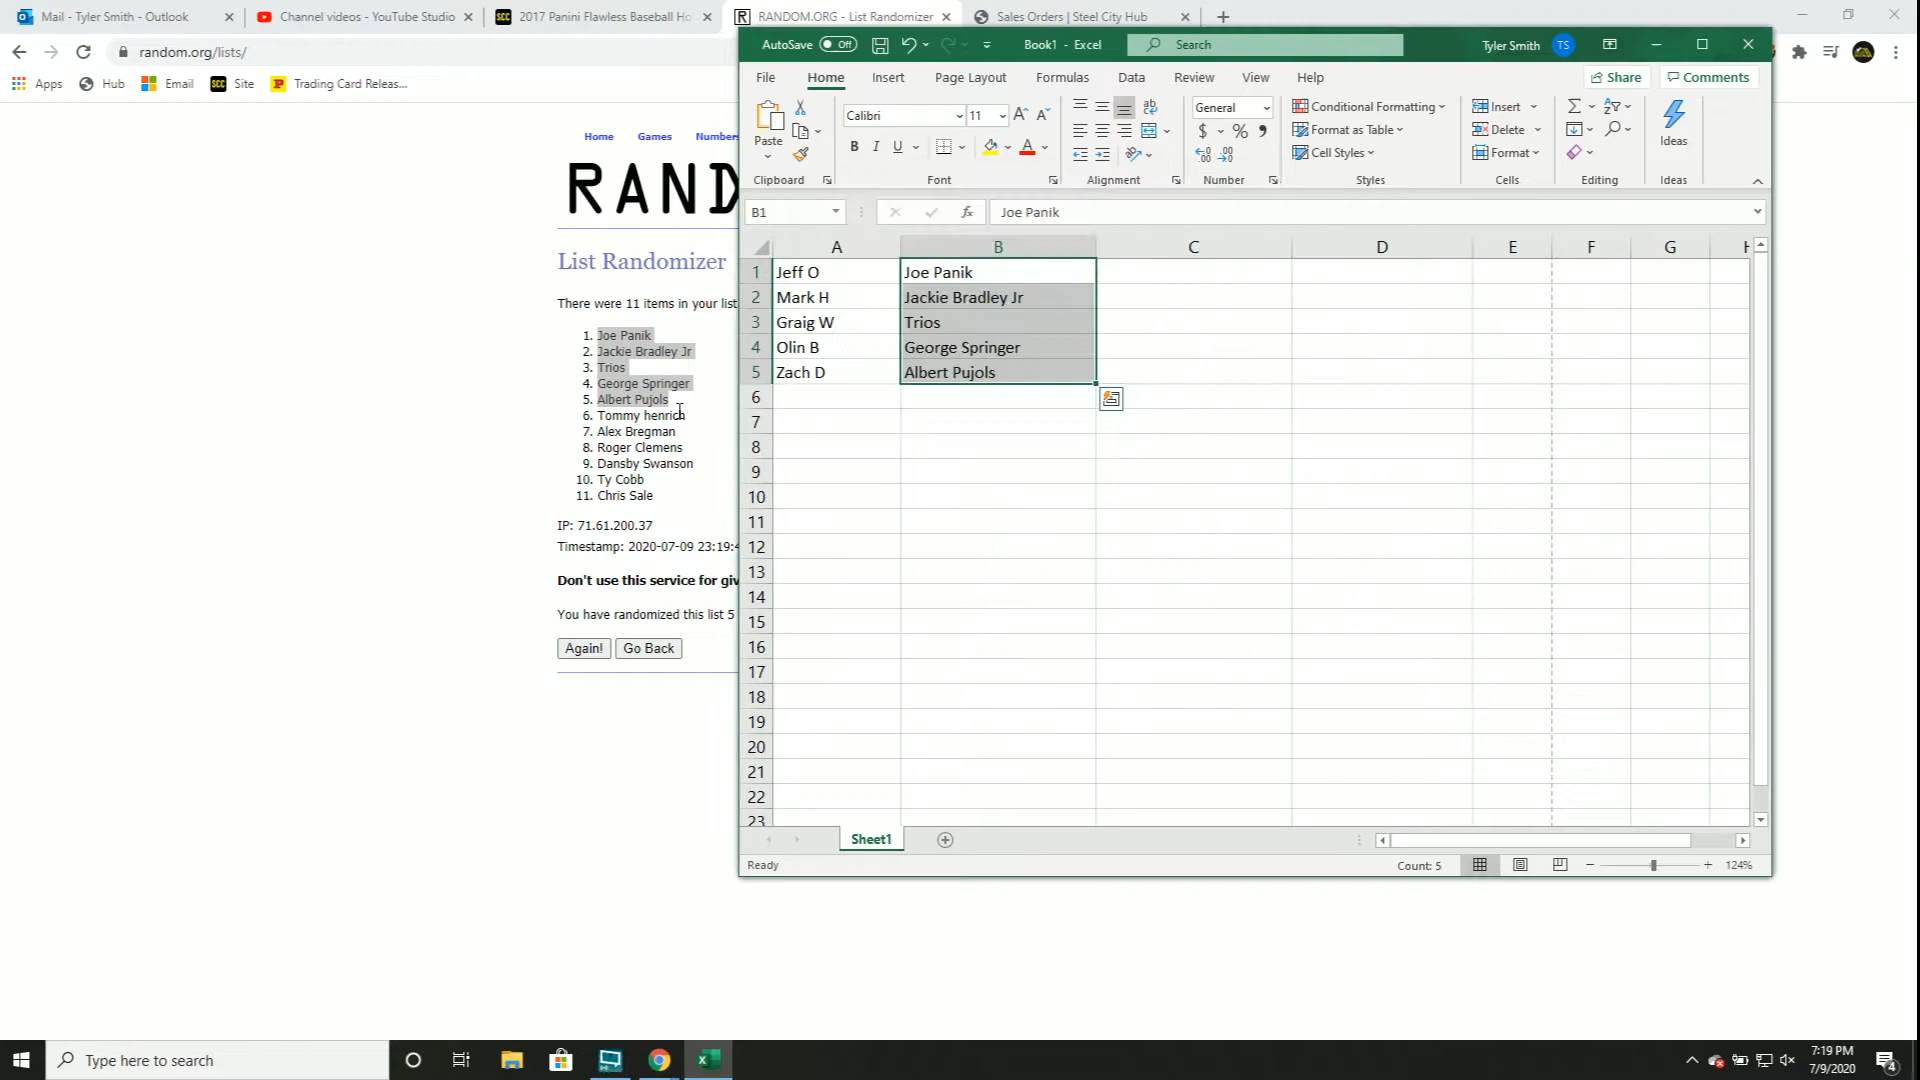 Mail - Tyler Smith - Outlook
Channel videos - YouTube Studio
SCC 2017 Panini Flawless Baseball Ho
R RANDOM.ORG - List Randomizer
Sales Orders | Steel City Hub
random.org/lists/
Apps Hub Email SCC Site Trading Card Releas...
Home Games Numbers
RAND
List Randomizer
There were 11 items in your list
1. Joe Panik
2. Jackie Bradley Jr
3. Trios
4. George Springer
5. Albert Pujols
6. Tommy henrich
7. Alex Bregman
8. Roger Clemens
9. Dansby Swanson
10. Ty Cobb
11. Chris Sale
IP: 71.61.200.37
Timestamp: 2020-07-09 23:19:4
Don't use this service for giv
You have randomized this list 5
Again! Go Back
AutoSave Off Book1 - Excel Search Tyler Smith TS
File Home Insert Page Layout Formulas Data Review View Help Share Comments
Paste
Calibri 11
B I U
ab
General
$ % 9
Conditional Formatting
Format as Table
Cell Styles
Insert
Delete
Format
Ideas
Clipboard Font Alignment Number Styles Cells Editing Ideas
B1 fx Joe Panik
A B C D E F G H
1 Jeff O Joe Panik
2 Mark H Jackie Bradley Jr
3 Graig W Trios
4 Olin B George Springer
5 Zach D Albert Pujols
6
7
8
9
10
11
12
13
14
15
16
17
18
19
20
21
22
23
Sheet1
Ready Count: 5 124%
Type here to search
7:19 PM
7/9/2020
4